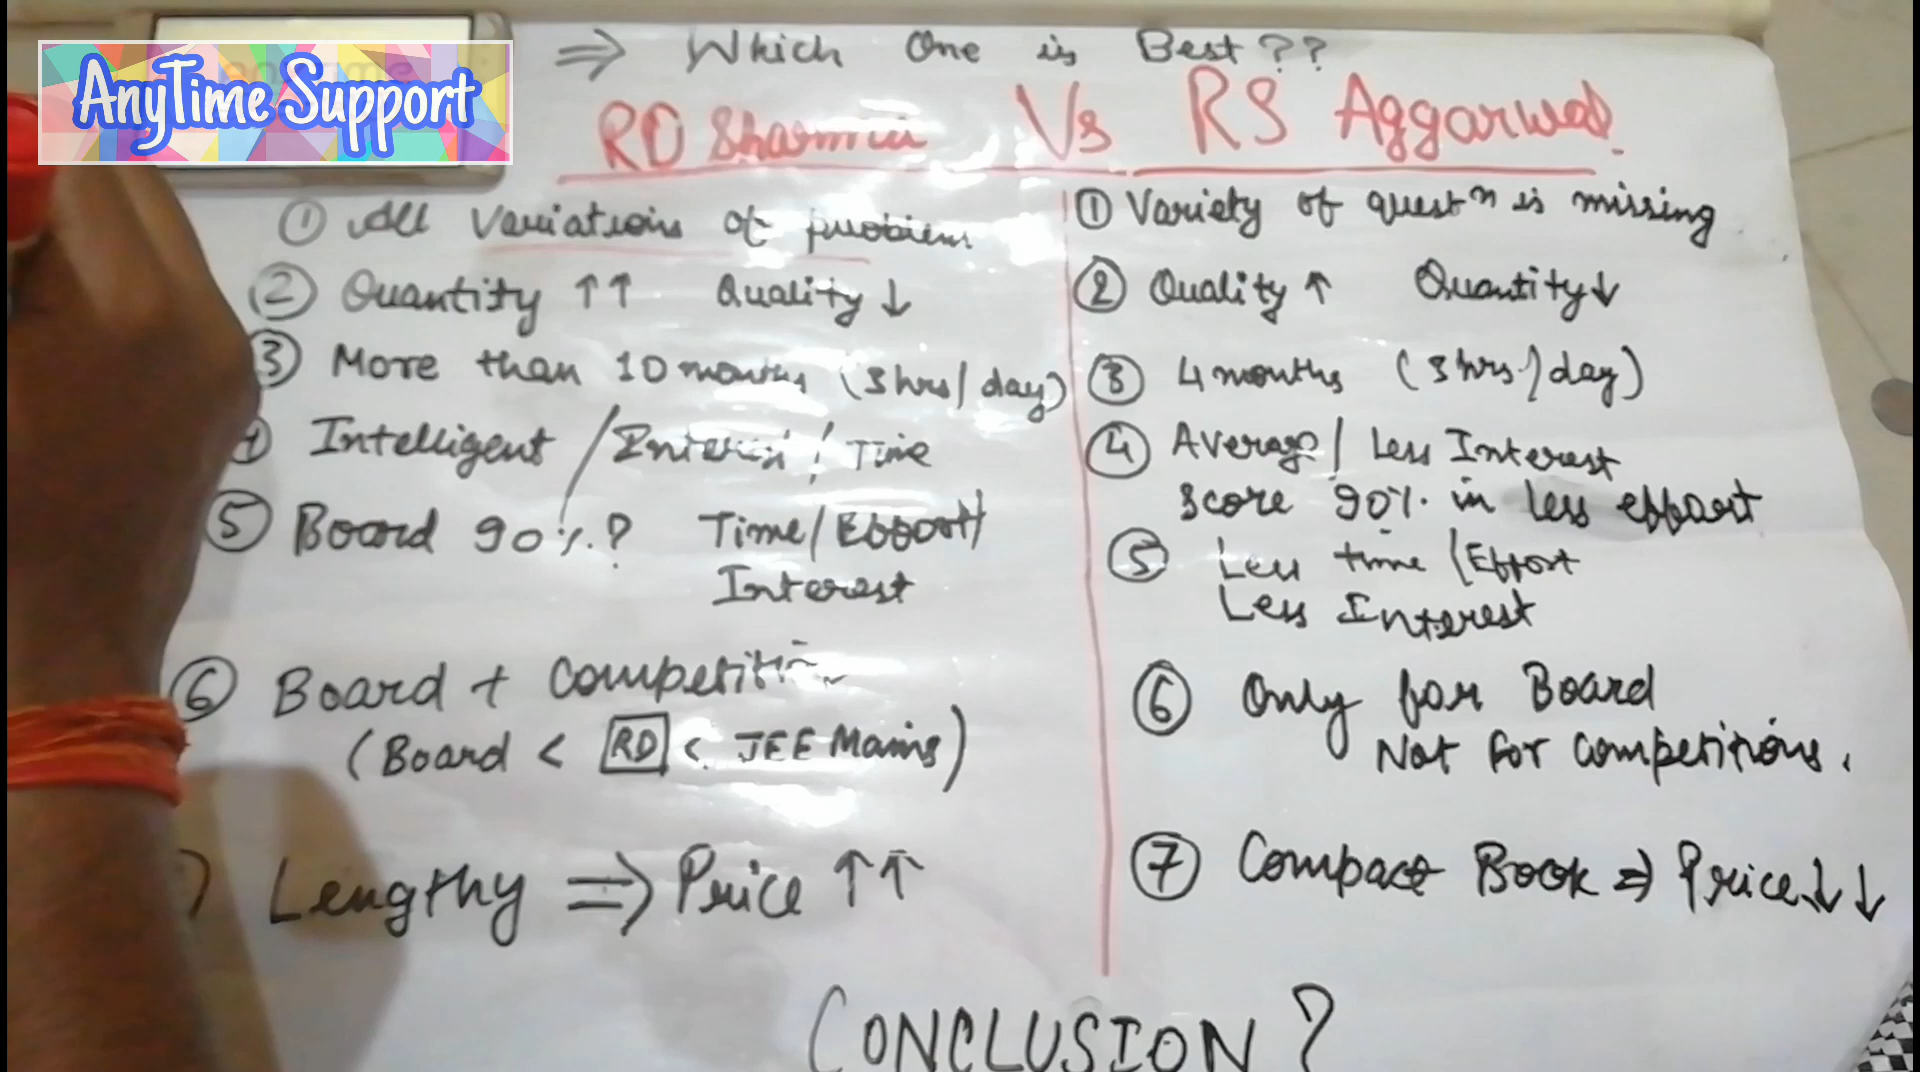 AnyTime Support
⇒ Which One is Best??
RD Sharma Vs RS Aggarwal
① All Variations of problem
② Quantity ↑↑ Quality ↓
③ More than 10 months (3 hrs/day)
Intelligent / Interest / Time
⑤ Board 90%? Time/Effort/
Interest
⑥ Board + Competiti
(Board < RD < JEE Mains)
) Lengthy ⇒ Price ↑↑
① Variety of questn is missing
② Quality ↑ Quantity ↓
③ 4 months (3 hrs/day)
④ Average/ Less Interest
Score 90% in less effort
⑤ Less time /Effort
Less Interest
⑥ Only for Board
Not for Competitions.
⑦ Compact Book ⇒ Price ↓↓
CONCLUSION?